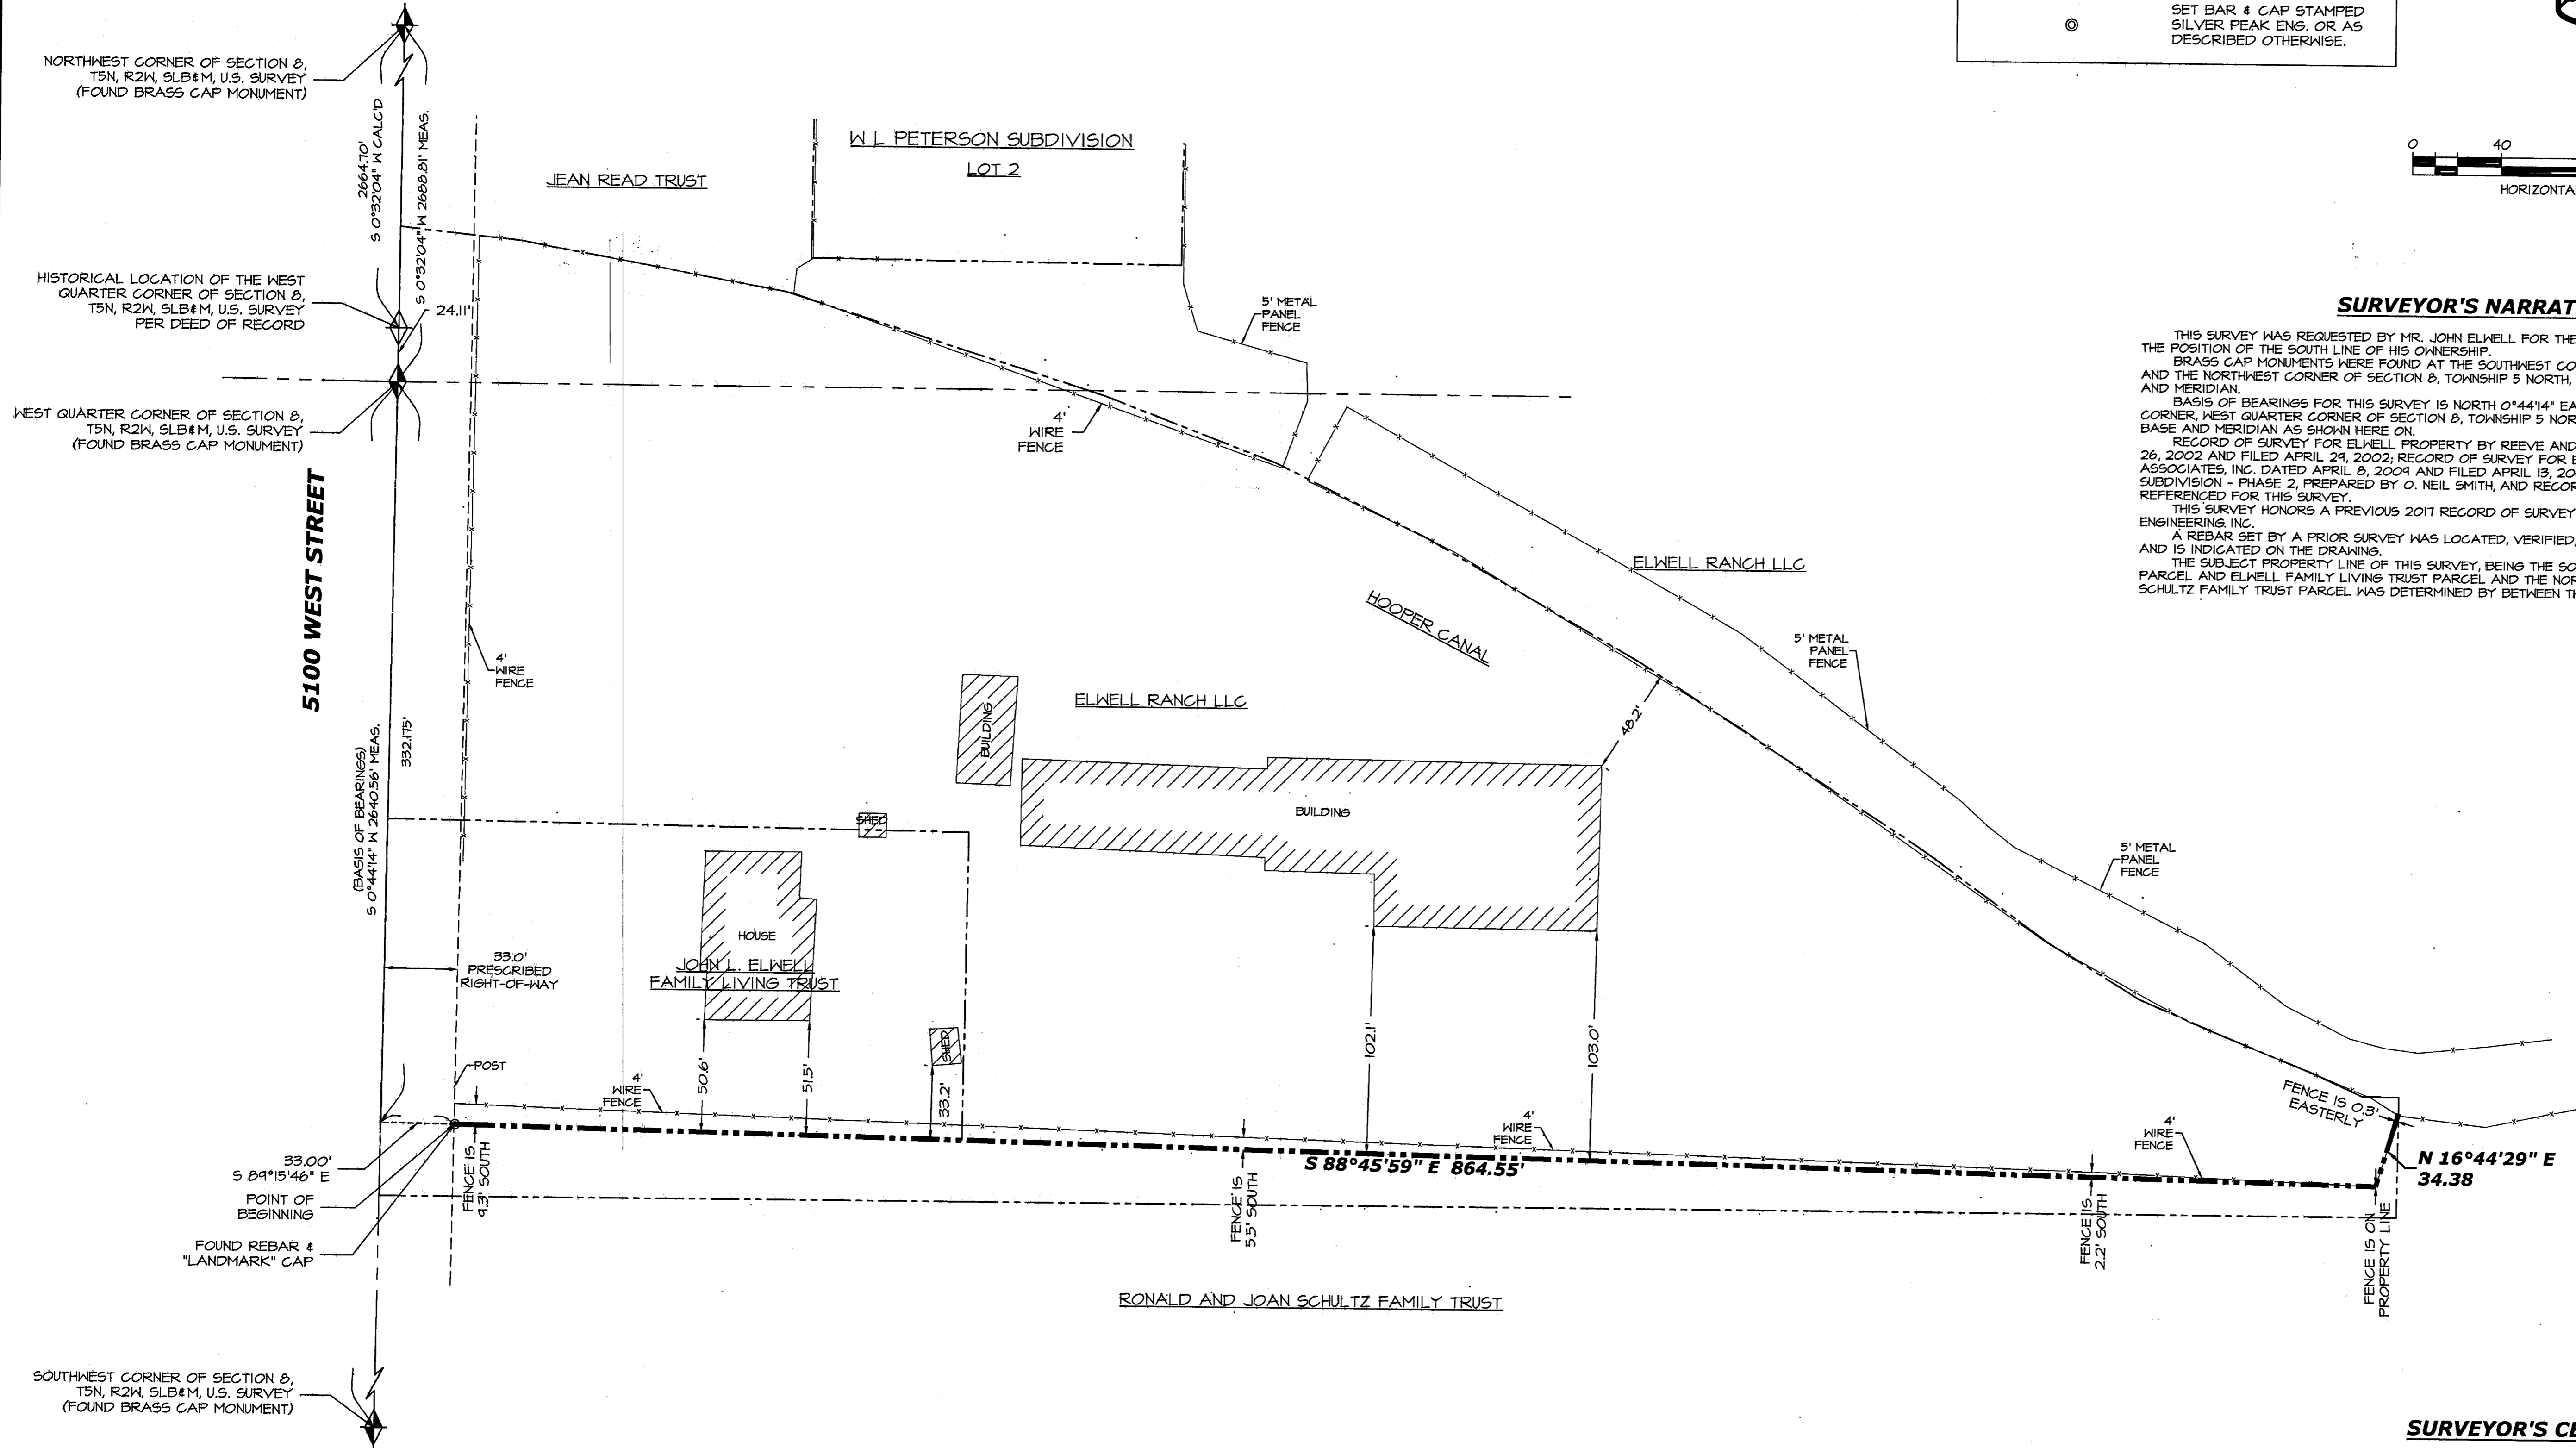 NORTHWEST CORNER OF SECTION 8,
T5N, R2W, SLB&M, U.S. SURVEY
(FOUND BRASS CAP MONUMENT)
2664.70'
S 0°32'04" W CALC'D
S 0°32'04" W 2688.81' MEAS.
HISTORICAL LOCATION OF THE WEST
QUARTER CORNER OF SECTION 8,
T5N, R2W, SLB&M, U.S. SURVEY
PER DEED OF RECORD
24.11'
WEST QUARTER CORNER OF SECTION 8,
T5N, R2W, SLB&M, U.S. SURVEY
(FOUND BRASS CAP MONUMENT)
5100 WEST STREET
(BASIS OF BEARINGS)
S 0°44'14" W 2640.56' MEAS.
332.175'
JEAN READ TRUST
W L PETERSON SUBDIVISION
LOT 2
5' METAL
PANEL
FENCE
4'
WIRE
FENCE
4'
WIRE
FENCE
ELWELL RANCH LLC
HOOPER CANAL
5' METAL
PANEL
FENCE
5' METAL
PANEL
FENCE
ELWELL RANCH LLC
BUILDING
BUILDING
48.2'
SHED
HOUSE
JOHN L. ELWELL
FAMILY LIVING TRUST
33.0'
PRESCRIBED
RIGHT-OF-WAY
POST
4'
WIRE
FENCE
50.6'
51.5'
SHED
33.2'
102.1'
103.0'
4'
WIRE
FENCE
4'
WIRE
FENCE
FENCE IS 0.3'
EASTERLY
S 88°45'59" E 864.55'
N 16°44'29" E
34.38
33.00'
S 89°15'46" E
POINT OF
BEGINNING
FOUND REBAR &
"LANDMARK" CAP
FENCE IS
9.3' SOUTH
FENCE IS
5.5' SOUTH
FENCE IS
2.2' SOUTH
FENCE IS ON
PROPERTY LINE
RONALD AND JOAN SCHULTZ FAMILY TRUST
SOUTHWEST CORNER OF SECTION 8,
T5N, R2W, SLB&M, U.S. SURVEY
(FOUND BRASS CAP MONUMENT)
SET BAR & CAP STAMPED
SILVER PEAK ENG. OR AS
DESCRIBED OTHERWISE.
0 40
HORIZONTA
SURVEYOR'S NARRAT
THIS SURVEY WAS REQUESTED BY MR. JOHN ELWELL FOR THE
THE POSITION OF THE SOUTH LINE OF HIS OWNERSHIP.
BRASS CAP MONUMENTS WERE FOUND AT THE SOUTHWEST CO
AND THE NORTHWEST CORNER OF SECTION 8, TOWNSHIP 5 NORTH,
AND MERIDIAN.
BASIS OF BEARINGS FOR THIS SURVEY IS NORTH 0°44'14" EA
CORNER, WEST QUARTER CORNER OF SECTION 8, TOWNSHIP 5 NOR
BASE AND MERIDIAN AS SHOWN HERE ON.
RECORD OF SURVEY FOR ELWELL PROPERTY BY REEVE AND
26, 2002 AND FILED APRIL 29, 2002; RECORD OF SURVEY FOR E
ASSOCIATES, INC. DATED APRIL 8, 2009 AND FILED APRIL 13, 20
SUBDIVISION - PHASE 2, PREPARED BY O. NEIL SMITH, AND RECOR
REFERENCED FOR THIS SURVEY.
THIS SURVEY HONORS A PREVIOUS 2017 RECORD OF SURVEY
ENGINEERING. INC.
A REBAR SET BY A PRIOR SURVEY WAS LOCATED, VERIFIED,
AND IS INDICATED ON THE DRAWING.
THE SUBJECT PROPERTY LINE OF THIS SURVEY, BEING THE SO
PARCEL AND ELWELL FAMILY LIVING TRUST PARCEL AND THE NOR
SCHULTZ FAMILY TRUST PARCEL WAS DETERMINED BY BETWEEN TH
SURVEYOR'S CE